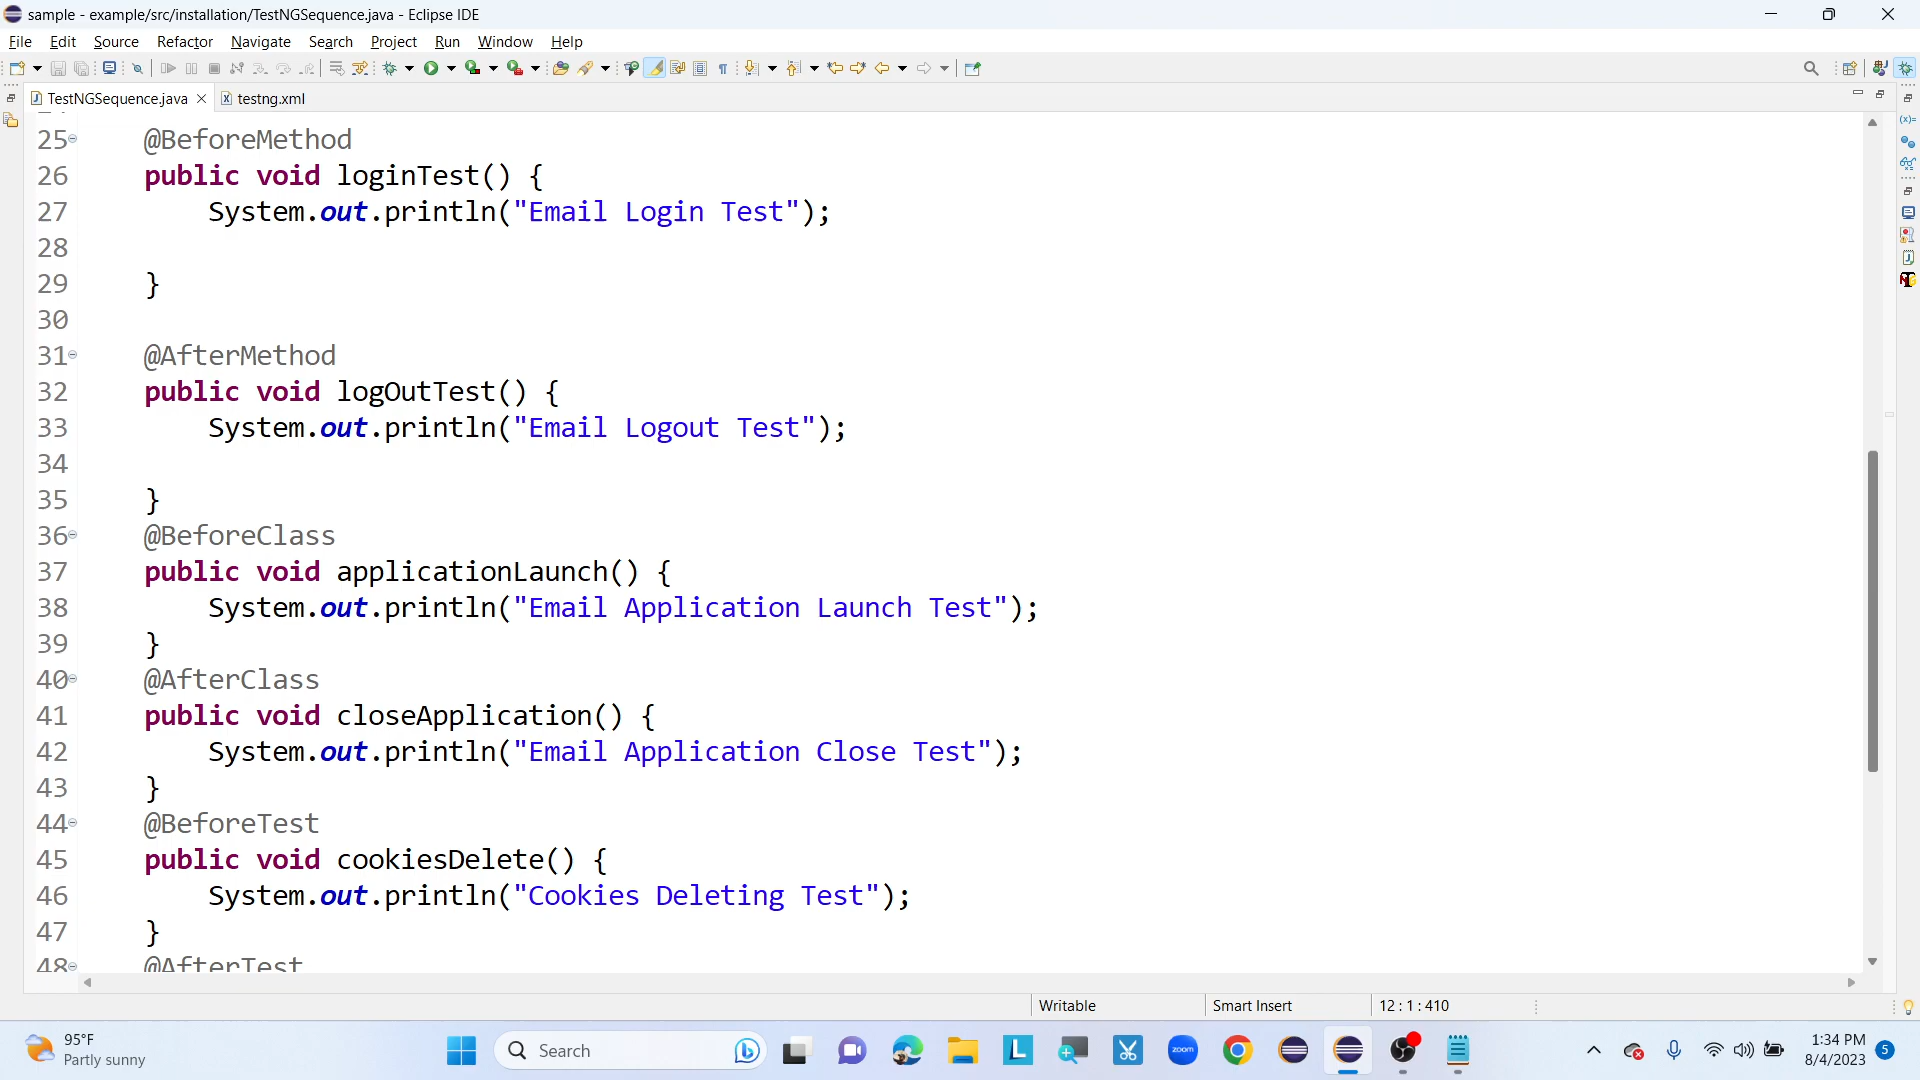 sample - example/src/installation/TestNGSequence.java - Eclipse IDE
File Edit Source Refactor Navigate Search Project Run Window Help
TestNGSequence.java testng.xml
25 @BeforeMethod
26 public void loginTest() {
27 System.out.println("Email Login Test");
28
29 }
30
31 @AfterMethod
32 public void logOutTest() {
33 System.out.println("Email Logout Test");
34
35 }
36 @BeforeClass
37 public void applicationLaunch() {
38 System.out.println("Email Application Launch Test");
39 }
40 @AfterClass
41 public void closeApplication() {
42 System.out.println("Email Application Close Test");
43 }
44 @BeforeTest
45 public void cookiesDelete() {
46 System.out.println("Cookies Deleting Test");
47 }
48 @AfterTest
Writable Smart Insert 12 : 1 : 410
95°F
Partly sunny
Search
zoom
1:34 PM
8/4/2023
5